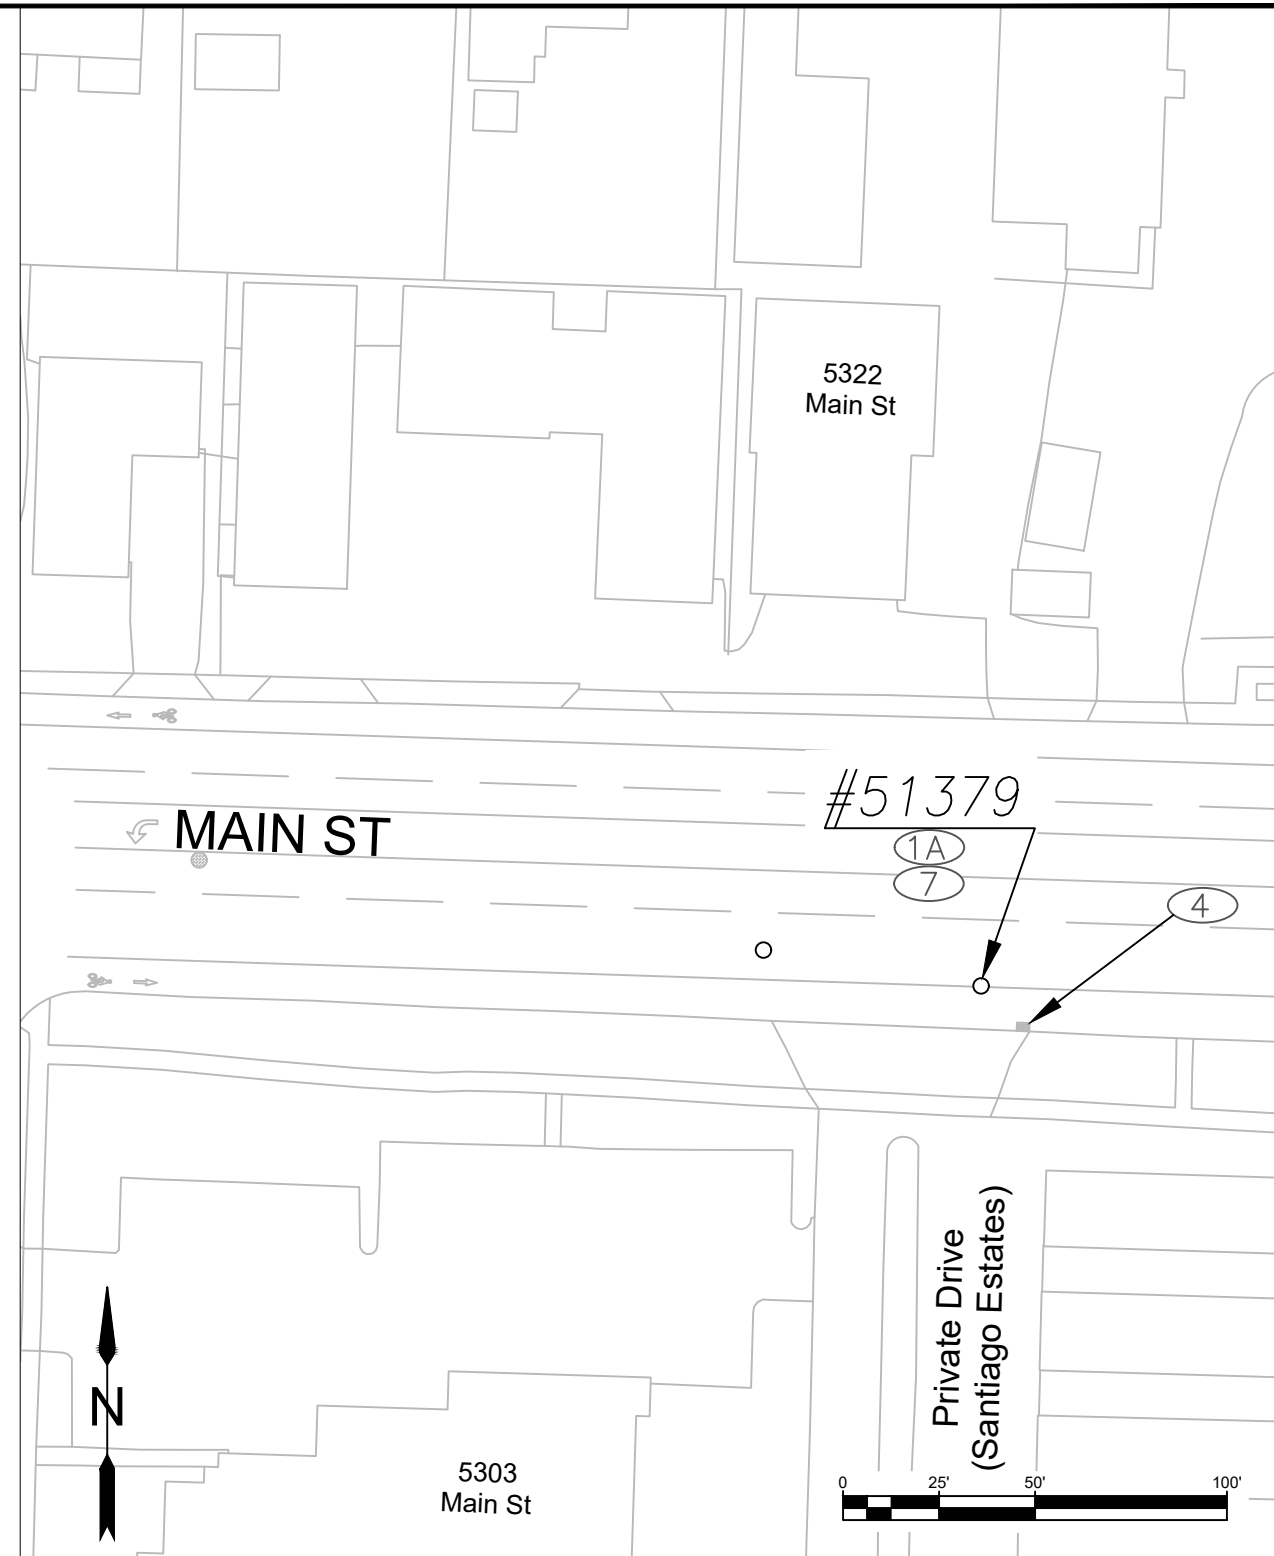 5322
Main St
#51379
1A
7
4
MAIN ST
Private Drive
(Santiago Estates)
N
5303
Main St
0 25' 50' 100'